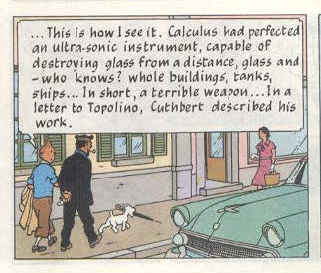 ...This is how I see it. Calculus had perfected
an ultra-sonic instrument, capable of
destroying glass from a distance, glass and
-who knows? whole buildings, tanks,
ships... In short, a terrible weapon... In a
letter to Topolino, Cuthbert described his
work.